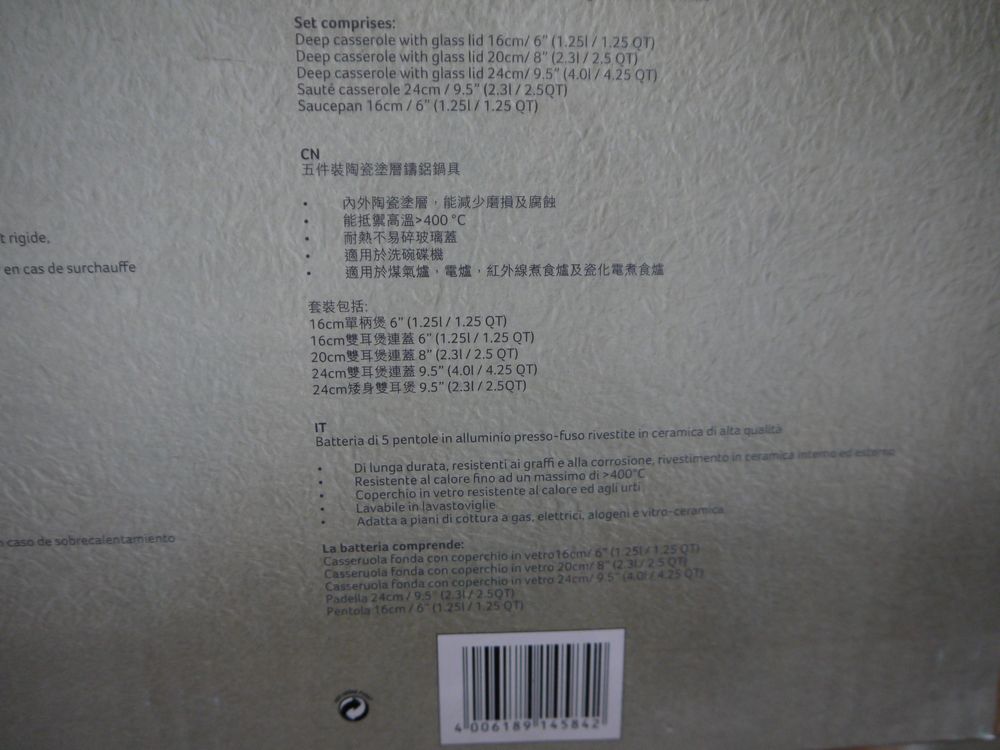 Set comprises:
Deep casserole with glass lid 16cm/ 6” (1.25l / 1.25 QT)
Deep casserole with glass lid 20cm/ 8” (2.3l / 2.5 QT)
Deep casserole with glass lid 24cm/ 9.5” (4.0l / 4.25 QT)
Sauté casserole 24cm / 9.5” (2.3l / 2.5QT)
Saucepan 16cm / 6” (1.25l / 1.25 QT)
CN
五件裝陶瓷塗層鑄鋁鍋具
• 內外陶瓷塗層，能減少磨損及腐蝕
• 能抵禦高溫>400 °C
• 耐熱不易碎玻璃蓋
• 適用於洗碗碟機
• 適用於煤氣爐，電爐，紅外線煮食爐及瓷化電煮食爐
套裝包括:
16cm單柄煲 6” (1.25l / 1.25 QT)
16cm雙耳煲連蓋 6” (1.25l / 1.25 QT)
20cm雙耳煲連蓋 8” (2.3l / 2.5 QT)
24cm雙耳煲連蓋 9.5” (4.0l / 4.25 QT)
24cm矮身雙耳煲 9.5” (2.3l / 2.5QT)
IT
Batteria di 5 pentole in alluminio presso-fuso rivestite in ceramica di alta qualità
• Di lunga durata, resistenti ai graffi e alla corrosione, rivestimento in ceramica interno ed esterno
• Resistente al calore fino ad un massimo di >400°C
• Coperchio in vetro resistente al calore ed agli urti
• Lavabile in lavastoviglie
• Adatta a piani di cottura a gas, elettrici, alogeni e vitro-ceramica
La batteria comprende:
Casseruola fonda con coperchio in vetro16cm/ 6” (1.25l / 1.25 QT)
Casseruola fonda con coperchio in vetro 20cm/ 8” (2.3l / 2.5 QT)
Casseruola fonda con coperchio in vetro 24cm/ 9.5” (4.0l / 4.25 QT)
Padella 24cm / 9.5” (2.3l / 2.5QT)
Pentola 16cm / 6” (1.25l / 1.25 QT)
t rigide,
en cas de surchauffe
caso de sobrecalentamiento
4 006189 145842